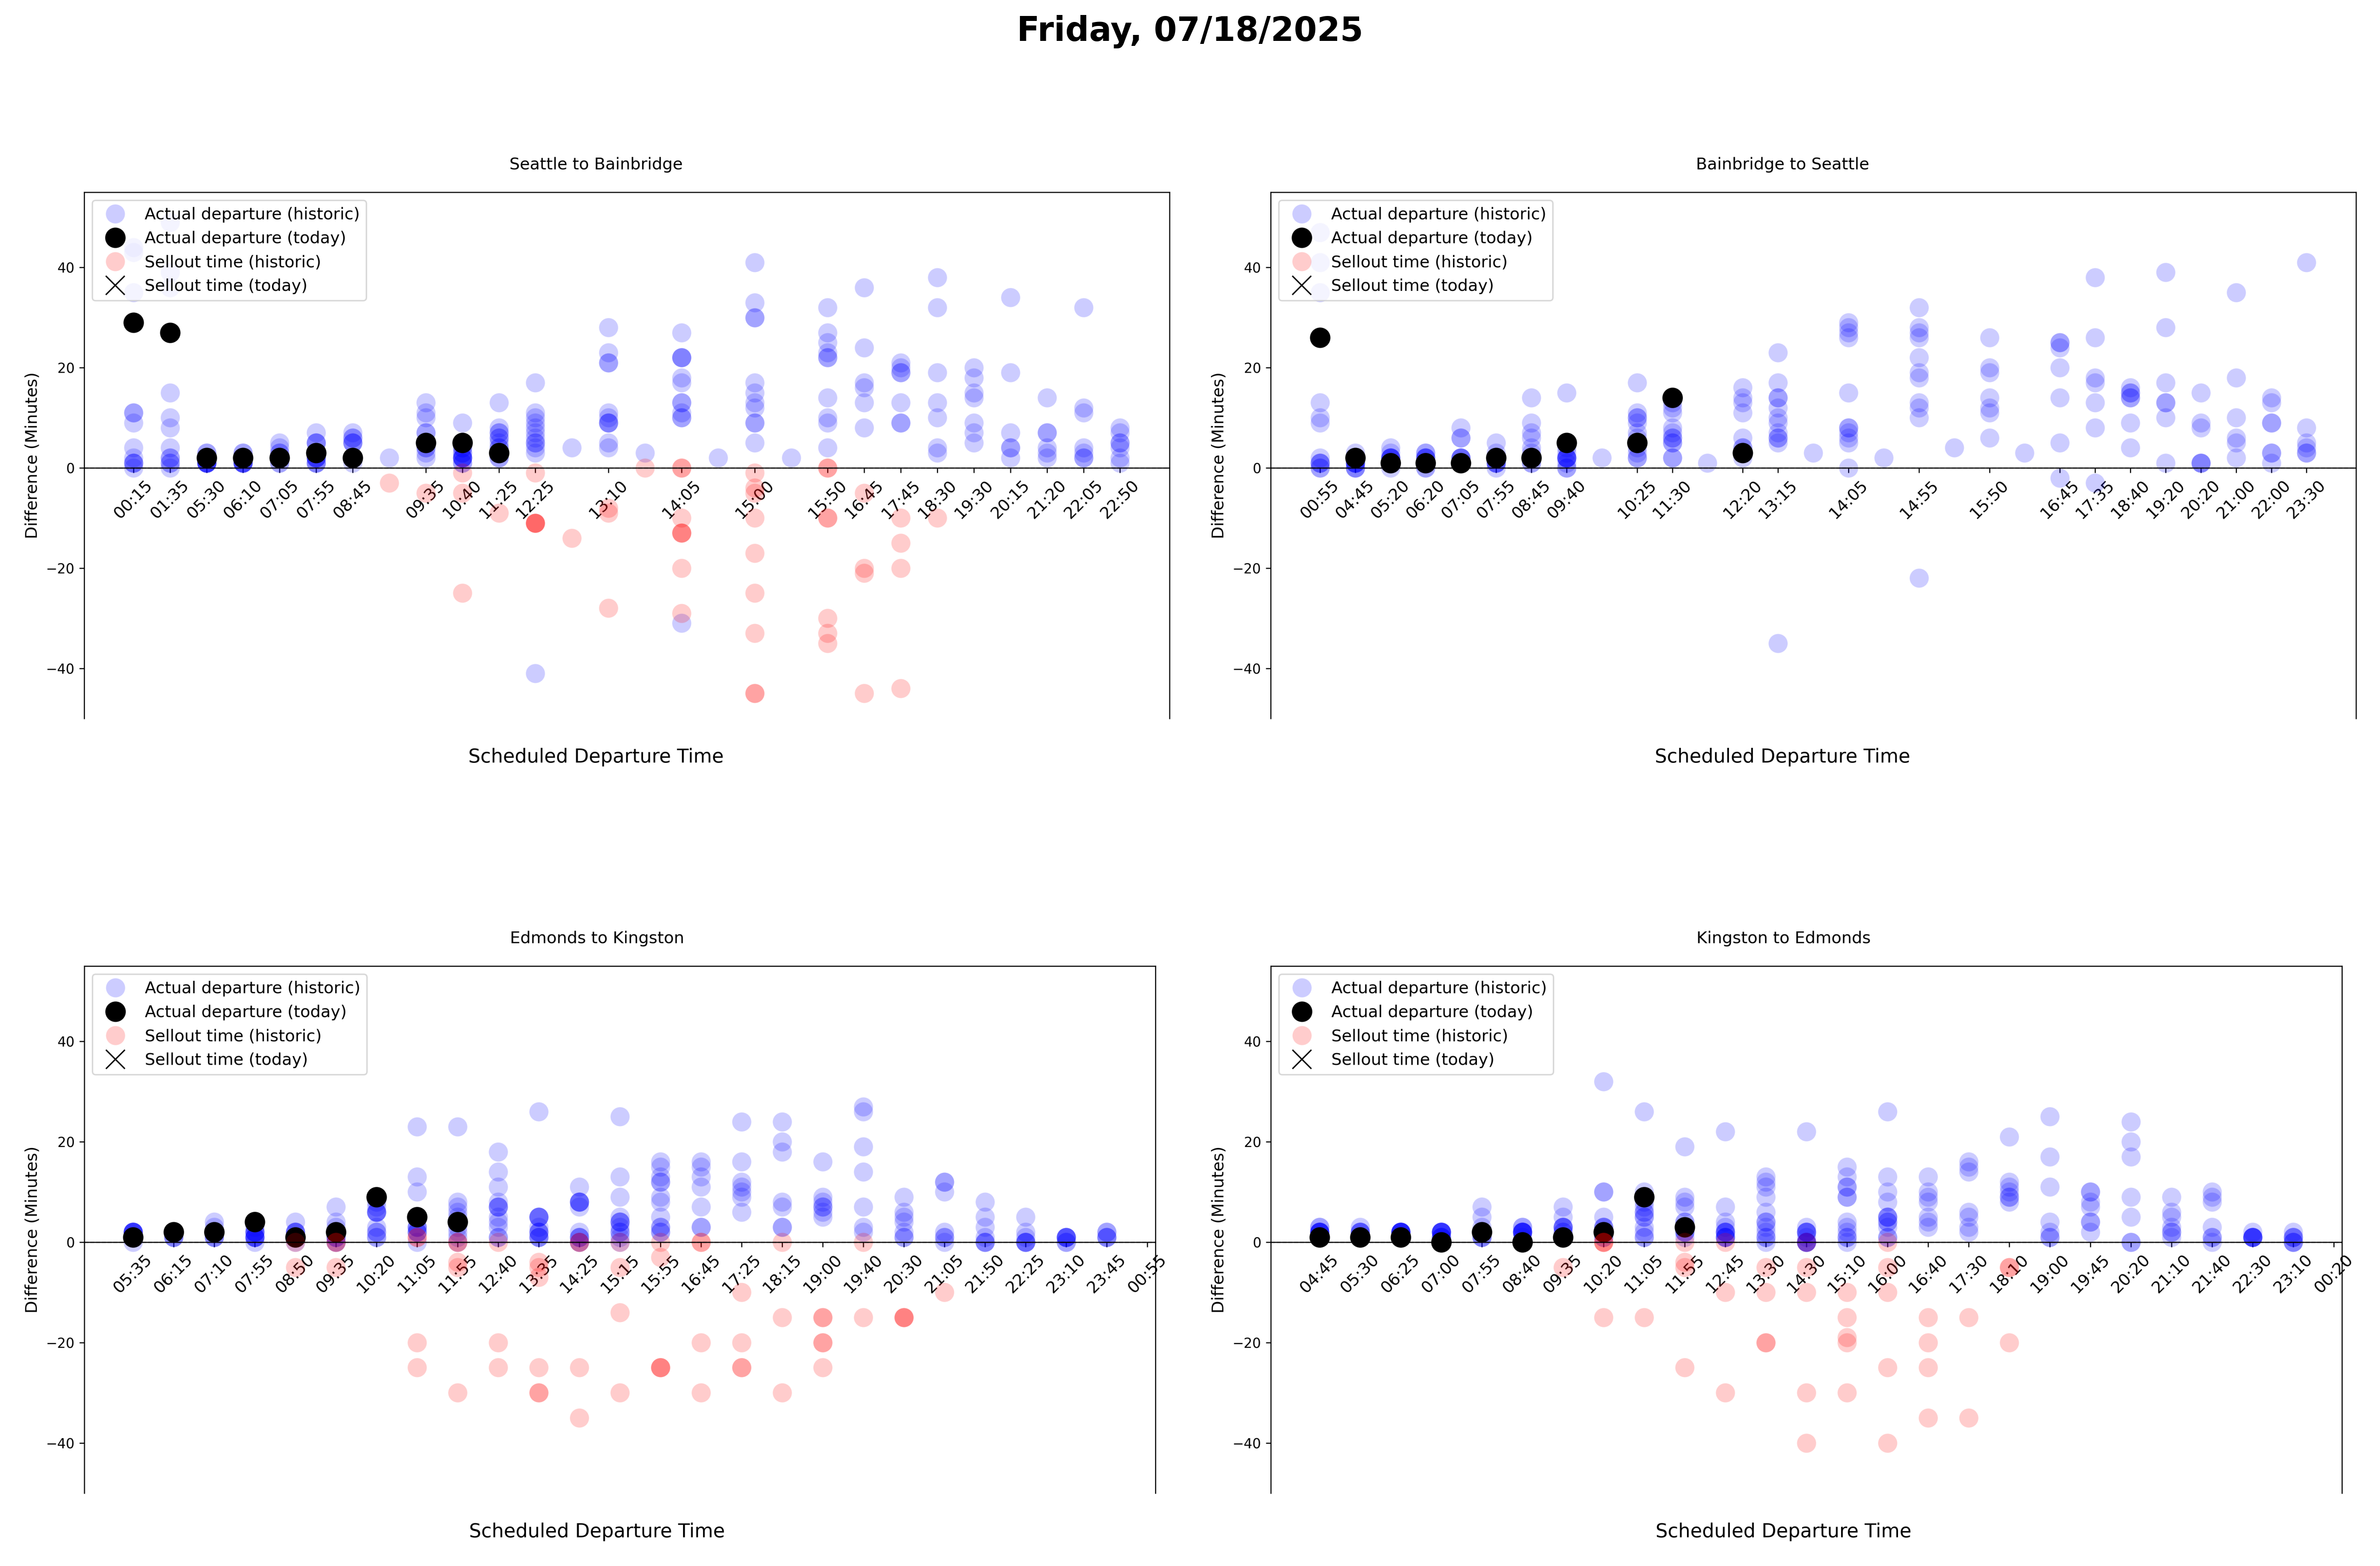 Friday, 07/18/2025
Seattle to Bainbridge
Actual departure (historic)
Actual departure (today)
Sellout time (historic)
Sellout time (today)
Difference (Minutes)
40
20
0
−20
−40
00:15 01:35 05:30 06:10 07:05 07:55 08:45 09:35 10:40 11:25 12:25 13:10 14:05 15:00 15:50 16:45 17:45 18:30 19:30 20:15 21:20 22:05 22:50
Scheduled Departure Time
Bainbridge to Seattle
Actual departure (historic)
Actual departure (today)
Sellout time (historic)
Sellout time (today)
Difference (Minutes)
40
20
0
−20
−40
00:55 04:45 05:20 06:20 07:05 07:55 08:45 09:40 10:25 11:30 12:20 13:15 14:05 14:55 15:50 16:45 17:35 18:40 19:20 20:20 21:00 22:00 23:30
Scheduled Departure Time
Edmonds to Kingston
Actual departure (historic)
Actual departure (today)
Sellout time (historic)
Sellout time (today)
Difference (Minutes)
40
20
0
−20
−40
05:35 06:15 07:10 07:55 08:50 09:35 10:20 11:05 11:55 12:40 13:35 14:25 15:15 15:55 16:45 17:25 18:15 19:00 19:40 20:30 21:05 21:50 22:25 23:10 23:45 00:55
Scheduled Departure Time
Kingston to Edmonds
Actual departure (historic)
Actual departure (today)
Sellout time (historic)
Sellout time (today)
Difference (Minutes)
40
20
0
−20
−40
04:45 05:30 06:25 07:00 07:55 08:40 09:35 10:20 11:05 11:55 12:45 13:30 14:30 15:10 16:00 16:40 17:30 18:10 19:00 19:45 20:20 21:10 21:40 22:30 23:10 00:20
Scheduled Departure Time